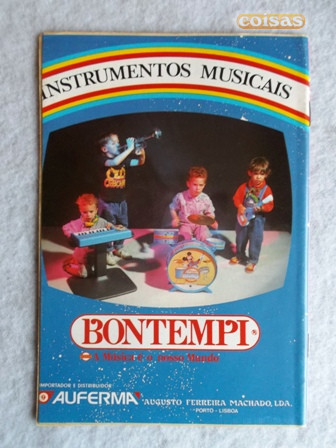 coisas
INSTRUMENTOS MUSICAIS
BONTEMPI
A Música é o nosso Mundo
IMPORTADOR E DISTRIBUIDOR
AUFERMA
AUGUSTO FERREIRA MACHADO, LDA.
PORTO - LISBOA